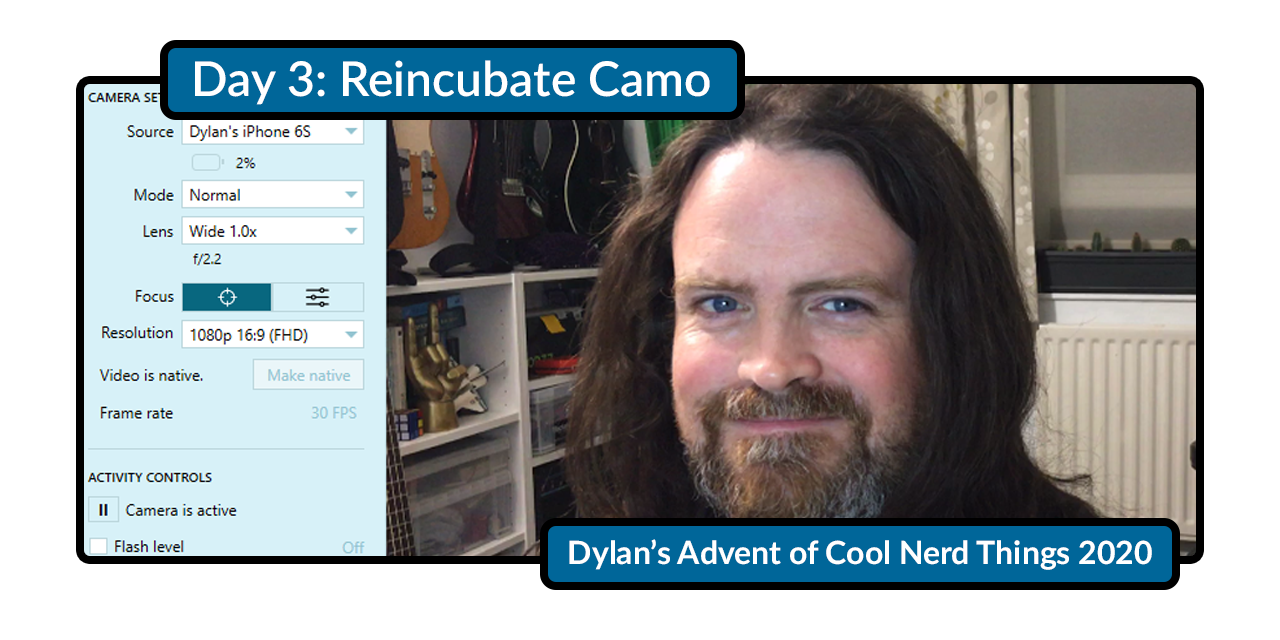 Day 3: Reincubate Camo
CAMERA SE
Source Dylan's iPhone 6S
2%
Mode Normal
Lens Wide 1.0x
f/2.2
Focus
Resolution 1080p 16:9 (FHD)
Video is native. Make native
Frame rate 30 FPS
ACTIVITY CONTROLS
Camera is active
Flash level Off
Dylan’s Advent of Cool Nerd Things 2020